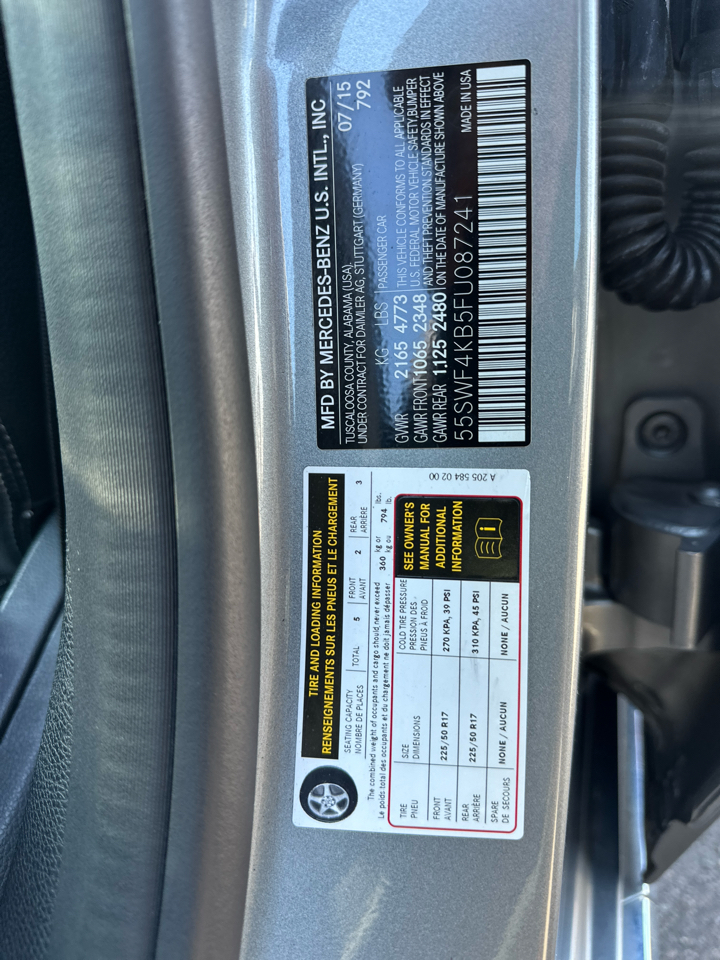 MFD BY MERCEDES-BENZ U.S. INTL., INC
TUSCALOOSA COUNTY, ALABAMA (USA)
UNDER CONTRACT FOR DAIMLER AG, STUTTGART (GERMANY)
07/15
792
KG LBS PASSENGER CAR
GVWR 2165 4773 THIS VEHICLE CONFORMS TO ALL APPLICABLE
GAWR FRONT 1065 2348 U.S. FEDERAL MOTOR VEHICLE SAFETY, BUMPER
GAWR REAR 1125 2480 AND THEFT PREVENTION STANDARDS IN EFFECT
ON THE DATE OF MANUFACTURE SHOWN ABOVE
55SWF4KB5FU087241 MADE IN USA
TIRE AND LOADING INFORMATION
RENSEIGNEMENTS SUR LES PNEUS ET LE CHARGEMENT
SEATING CAPACITY TOTAL 5 FRONT 2 REAR 3
NOMBRE DE PLACES AVANT ARRIÈRE
The combined weight of occupants and cargo should never exceed 360 kg or 794 lbs.
Le poids total des occupants et du chargement ne doit jamais dépasser kg ou lb.
TIRE SIZE COLD TIRE PRESSURE
PNEU DIMENSIONS PRESSION DES
PNEUS À FROID
FRONT 225/50 R17 270 KPA, 39 PSI
AVANT
REAR 225/50 R17 310 KPA, 45 PSI
ARRIÈRE
SPARE NONE / AUCUN NONE / AUCUN
DE SECOURS
SEE OWNER'S
MANUAL FOR
ADDITIONAL
INFORMATION
i
A 205 584 02 00